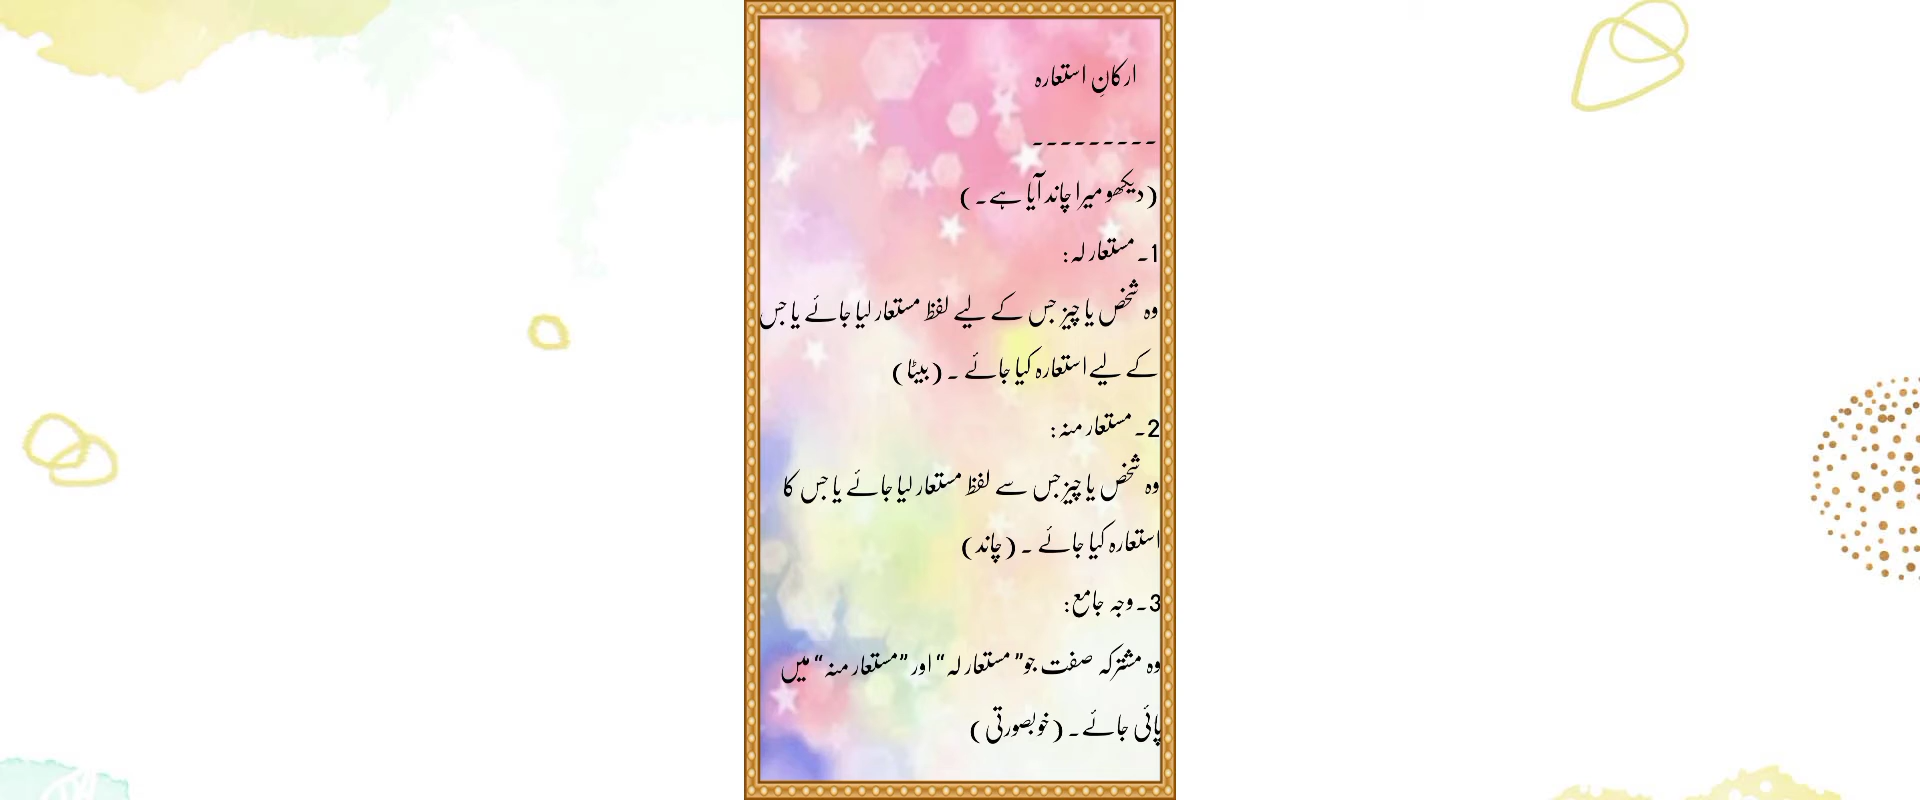 ارکانِ استعارہ
---------
(دیکھو میرا چاند آیا ہے۔)
1۔مستعار لہ:
وہ شخص یا چیز جس کے لیے لفظ مستعار لیا جائے یا جس
کے لیے استعارہ کیا جائے ۔ (بیٹا)
2۔مستعار منہ:
وہ شخص یا چیز جس سے لفظ مستعار لیا جائے یا جس کا
استعارہ کیا جائے ۔ (چاند)
3۔وجہ جامع:
وہ مشترکہ صفت جو” مستعار لہ“ اور ”مستعار منہ“ میں
پائی جائے۔ (خوبصورتی)